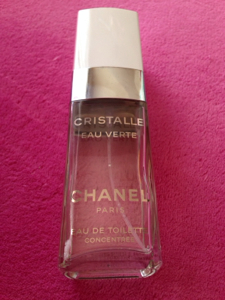 CRISTALLE
EAU VERTE
CHANEL
PARIS
EAU DE TOILETTE
CONCENTRÉE